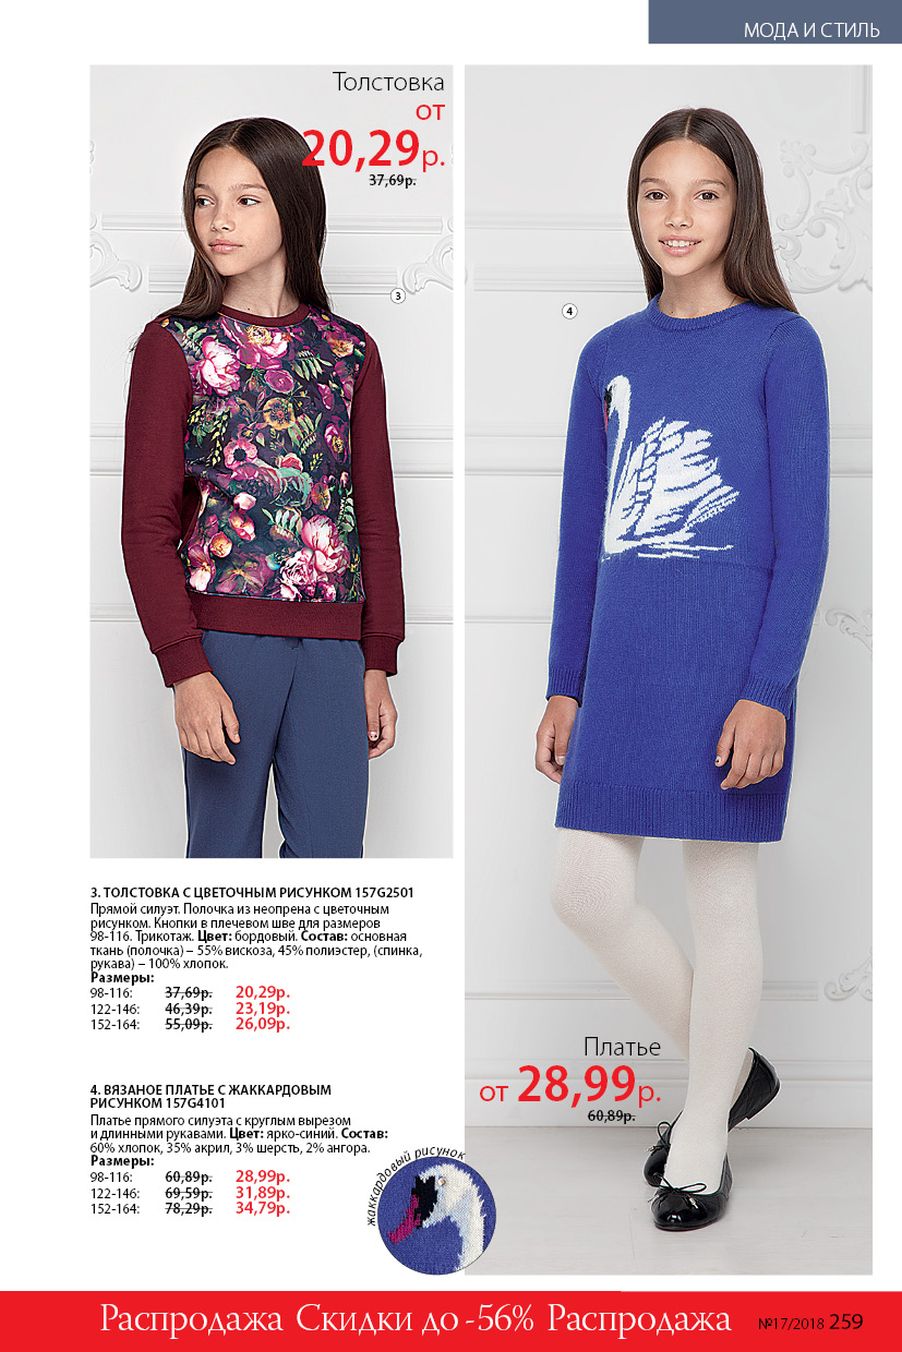 МОДА И СТИЛЬ
Толстовка
от
20,29р.
37,69р.
3
4
3. ТОЛСТОВКА С ЦВЕТОЧНЫМ РИСУНКОМ 157G2501
Прямой силуэт. Полочка из неопрена с цветочным
рисунком. Кнопки в плечевом шве для размеров
98-116. Трикотаж. Цвет: бордовый. Состав: основная
ткань (полочка) – 55% вискоза, 45% полиэстер, (спинка,
рукава) – 100% хлопок.
Размеры:
98-116: 37,69р. 20,29р.
122-146: 46,39р. 23,19р.
152-164: 55,09р. 26,09р.
4. ВЯЗАНОЕ ПЛАТЬЕ С ЖАККАРДОВЫМ
РИСУНКОМ 157G4101
Платье прямого силуэта с круглым вырезом
и длинными рукавами. Цвет: ярко-синий. Состав:
60% хлопок, 35% акрил, 3% шерсть, 2% ангора.
Размеры:
98-116: 60,89р. 28,99р.
122-146: 69,59р. 31,89р.
152-164: 78,29р. 34,79р.
жаккардовый рисунок
Платье
от 28,99р.
60,89р.
Распродажа Скидки до -56% Распродажа
№17/2018 259